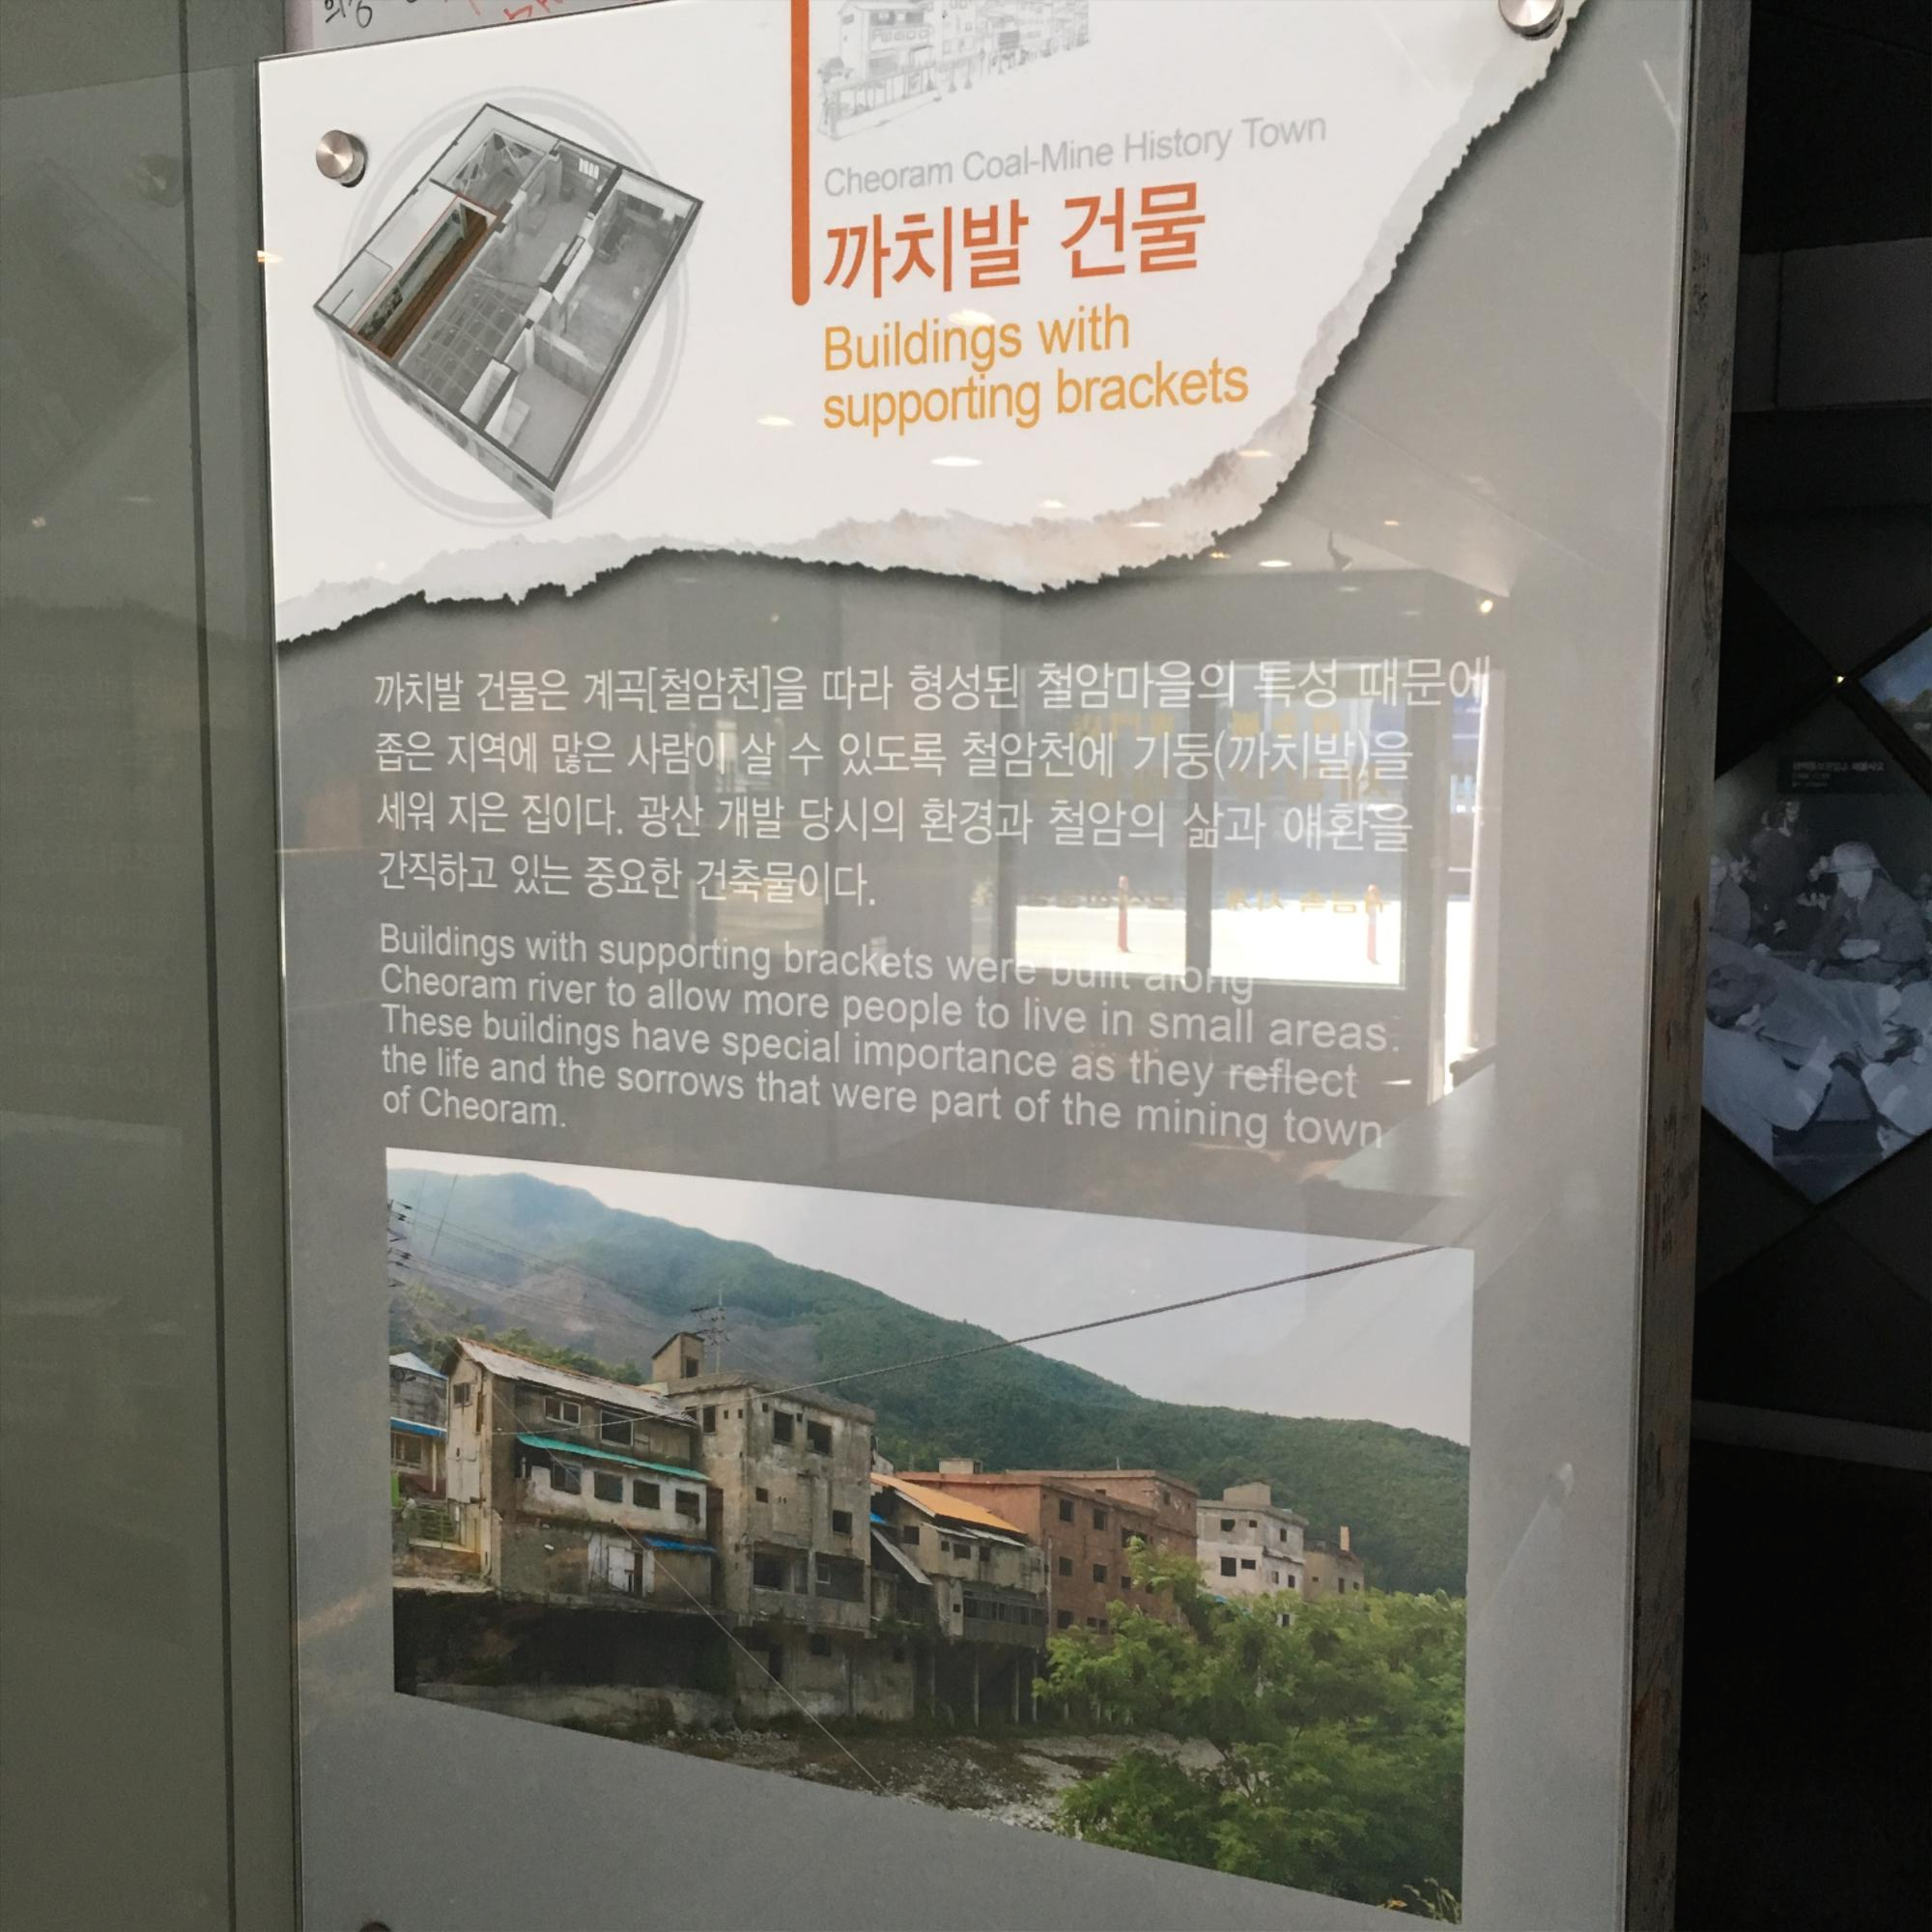 Cheoram Coal-Mine History Town
까치발 건물
Buildings with
supporting brackets
까치발 건물은 계곡[철암천]을 따라 형성된 철암마을의 특성 때문에
좁은 지역에 많은 사람이 살 수 있도록 철암천에 기둥(까치발)을
세워 지은 집이다. 광산 개발 당시의 환경과 철암의 삶과 애환을
간직하고 있는 중요한 건축물이다.
Buildings with supporting brackets were built along
Cheoram river to allow more people to live in small areas.
These buildings have special importance as they reflect
the life and the sorrows that were part of the mining town
of Cheoram.